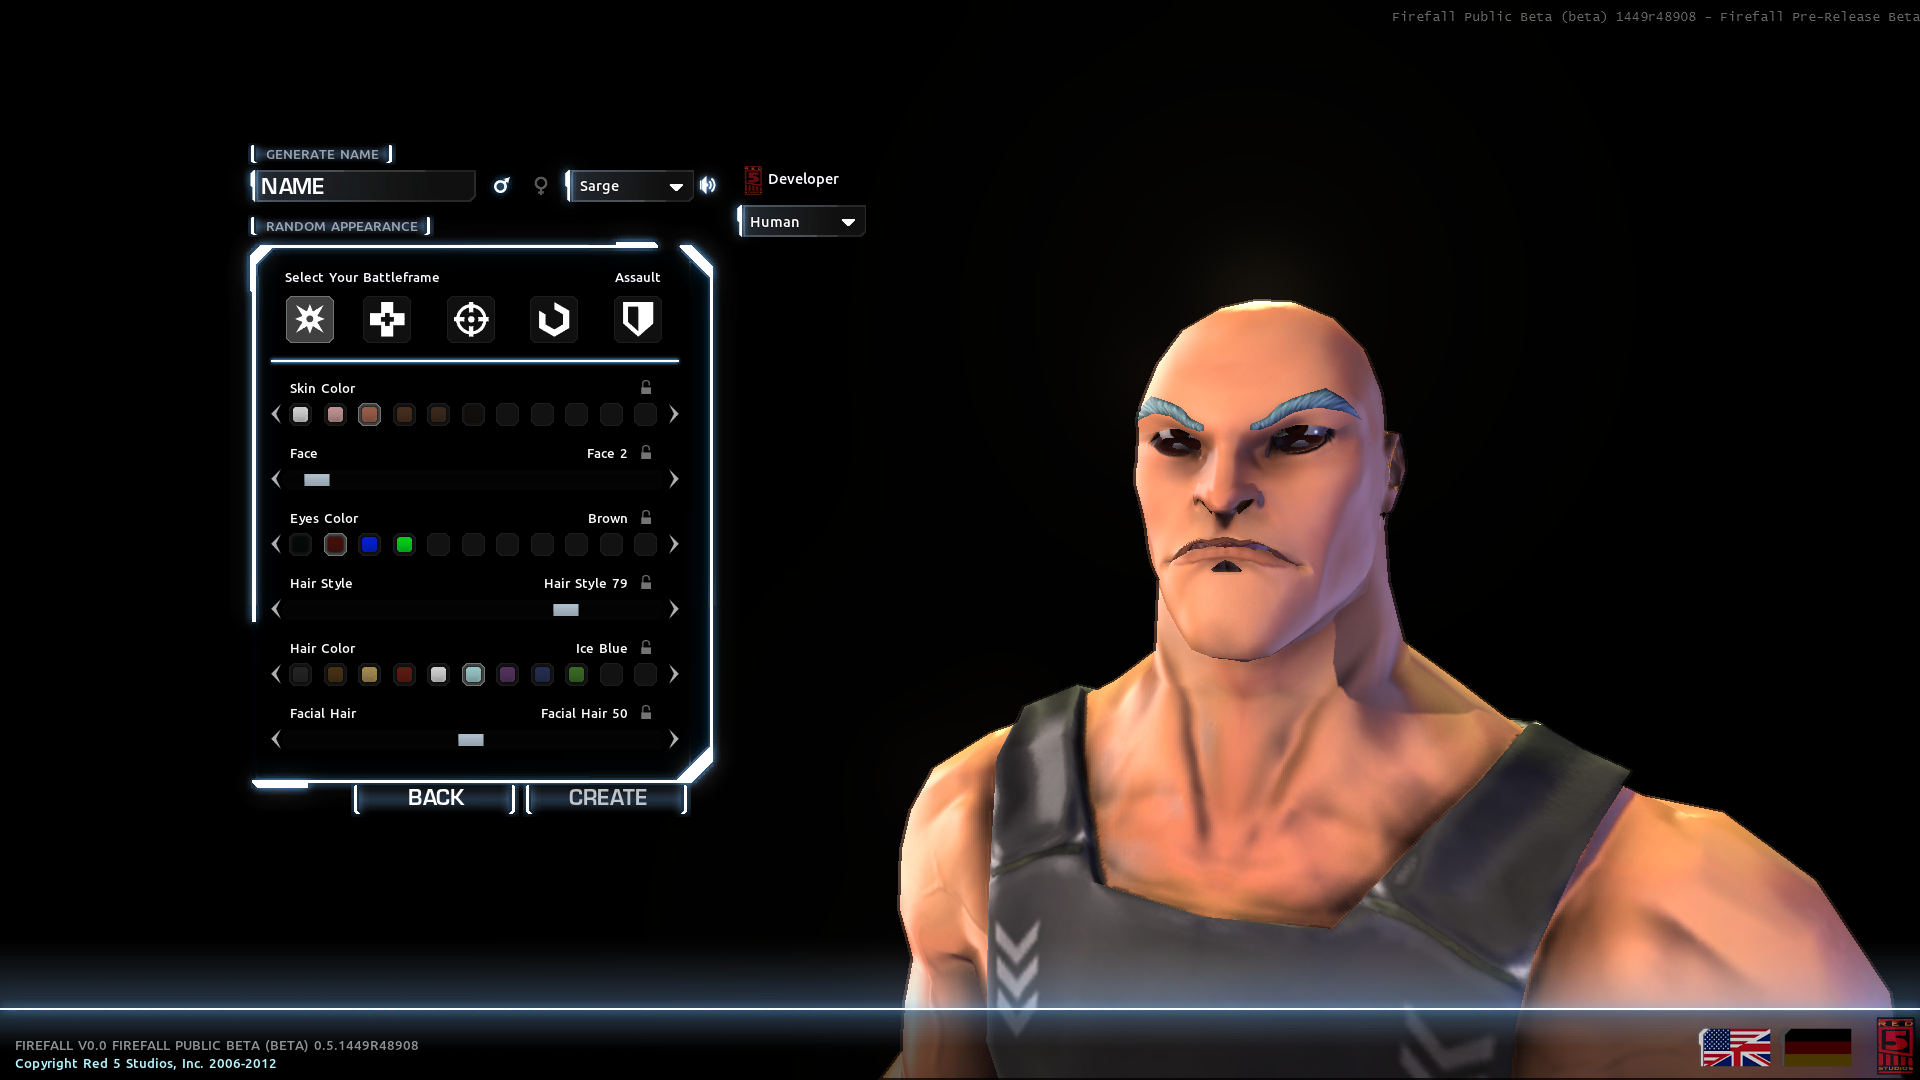 Firefall Public Beta (beta) 1449r48908 - Firefall Pre-Release Beta
GENERATE NAME
NAME
Sarge
Developer
Human
RANDOM APPEARANCE
Select Your Battleframe Assault
Skin Color
Face Face 2
Eyes Color Brown
Hair Style Hair Style 79
Hair Color Ice Blue
Facial Hair Facial Hair 50
BACK CREATE
FIREFALL V0.0 FIREFALL PUBLIC BETA (BETA) 0.5.1449R48908
Copyright Red 5 Studios, Inc. 2006-2012
RED
5
STUDIOS